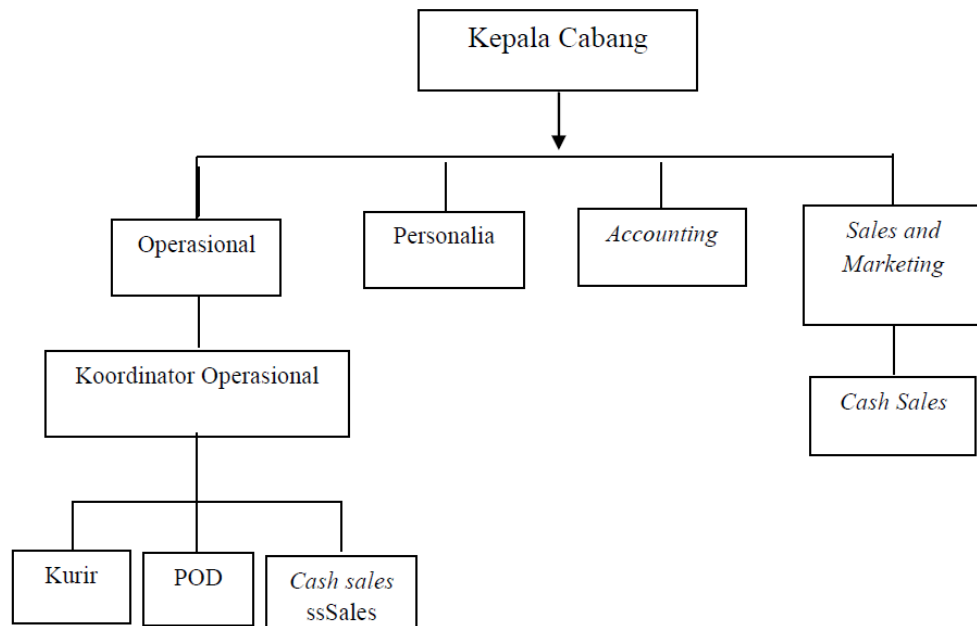 Kepala Cabang
Operasional
Personalia
Accounting
Sales and
Marketing
Koordinator Operasional
Cash Sales
Kurir
POD
Cash sales
ssSales